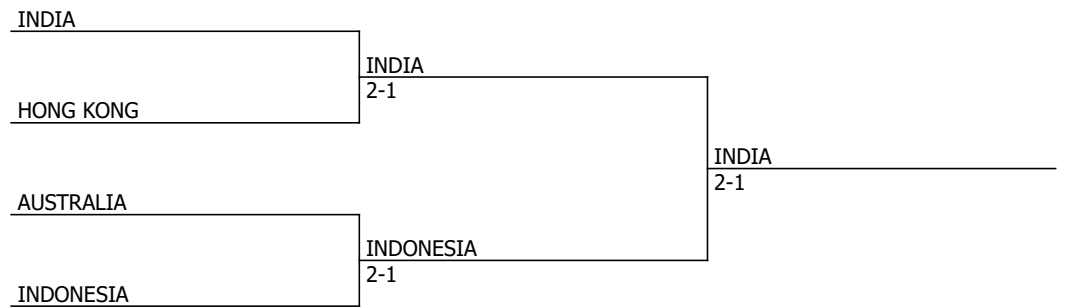 INDIA
INDIA
2-1
HONG KONG
INDIA
2-1
AUSTRALIA
INDONESIA
2-1
INDONESIA